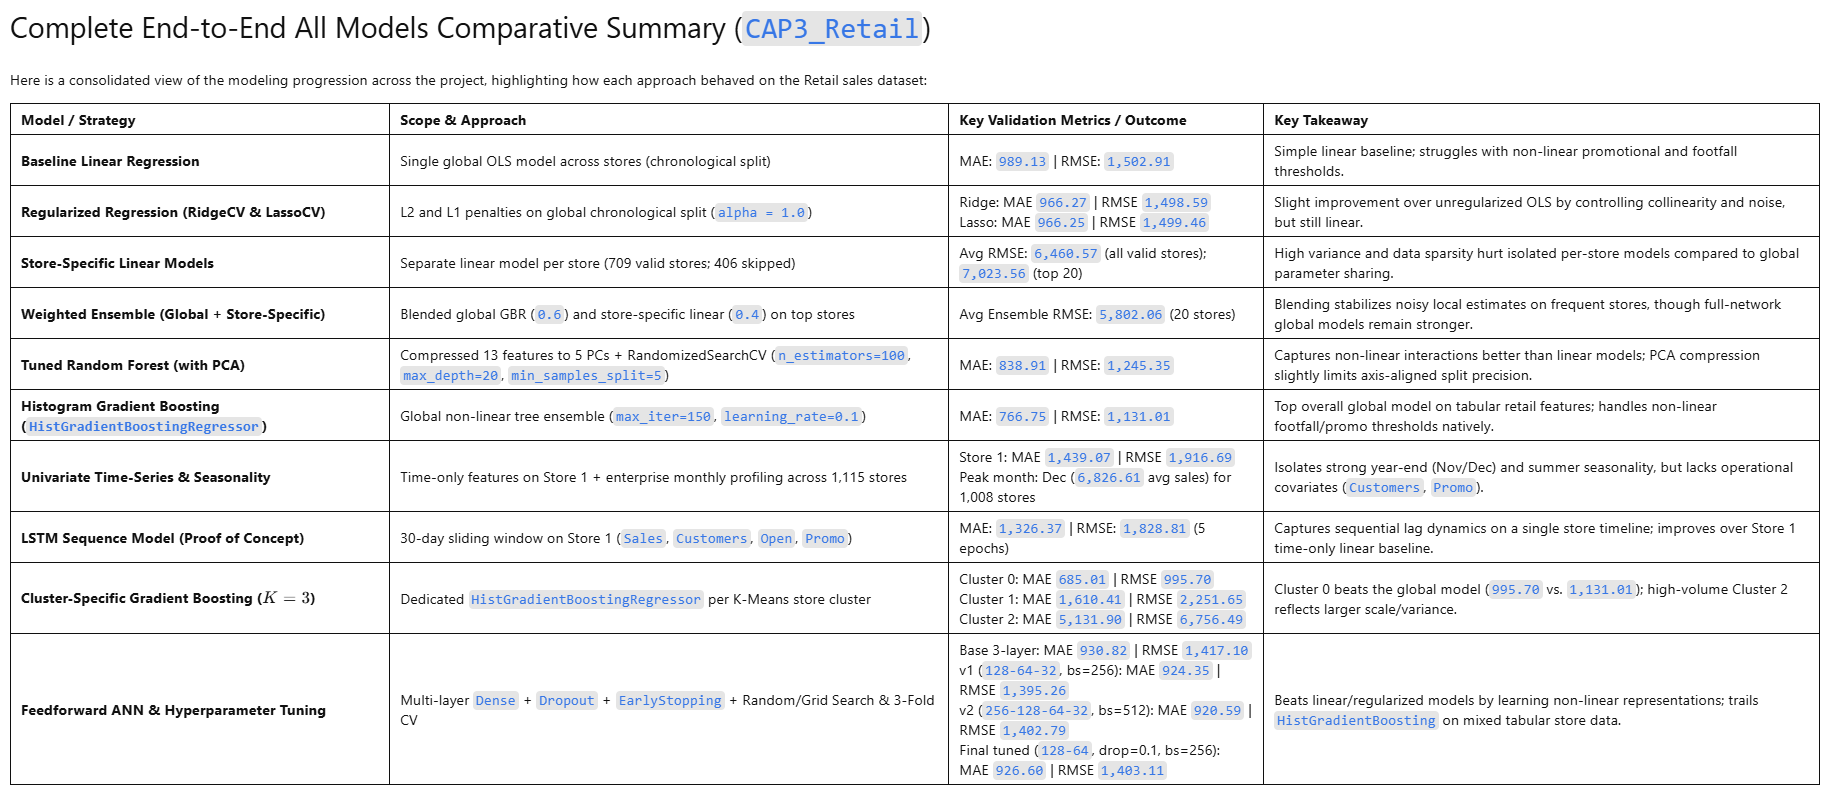 Complete End-to-End All Models Comparative Summary (CAP3_Retail)
Here is a consolidated view of the modeling progression across the project, highlighting how each approach behaved on the Retail sales dataset:
Model / Strategy
Scope & Approach
Key Validation Metrics / Outcome
Key Takeaway
Baseline Linear Regression
Single global OLS model across stores (chronological split)
MAE: 989.13 | RMSE: 1,502.91
Simple linear baseline; struggles with non-linear promotional and footfall
thresholds.
Regularized Regression (RidgeCV & LassoCV)
L2 and L1 penalties on global chronological split (alpha = 1.0)
Ridge: MAE 966.27 | RMSE 1,498.59
Lasso: MAE 966.25 | RMSE 1,499.46
Slight improvement over unregularized OLS by controlling collinearity and noise,
but still linear.
Store-Specific Linear Models
Separate linear model per store (709 valid stores; 406 skipped)
Avg RMSE: 6,460.57 (all valid stores);
7,023.56 (top 20)
High variance and data sparsity hurt isolated per-store models compared to global
parameter sharing.
Weighted Ensemble (Global + Store-Specific)
Blended global GBR (0.6) and store-specific linear (0.4) on top stores
Avg Ensemble RMSE: 5,802.06 (20 stores)
Blending stabilizes noisy local estimates on frequent stores, though full-network
global models remain stronger.
Tuned Random Forest (with PCA)
Compressed 13 features to 5 PCs + RandomizedSearchCV (n_estimators=100,
max_depth=20, min_samples_split=5)
MAE: 838.91 | RMSE: 1,245.35
Captures non-linear interactions better than linear models; PCA compression
slightly limits axis-aligned split precision.
Histogram Gradient Boosting
(HistGradientBoostingRegressor)
Global non-linear tree ensemble (max_iter=150, learning_rate=0.1)
MAE: 766.75 | RMSE: 1,131.01
Top overall global model on tabular retail features; handles non-linear
footfall/promo thresholds natively.
Univariate Time-Series & Seasonality
Time-only features on Store 1 + enterprise monthly profiling across 1,115 stores
Store 1: MAE 1,439.07 | RMSE 1,916.69
Peak month: Dec (6,826.61 avg sales) for
1,008 stores
Isolates strong year-end (Nov/Dec) and summer seasonality, but lacks operational
covariates (Customers, Promo).
LSTM Sequence Model (Proof of Concept)
30-day sliding window on Store 1 (Sales, Customers, Open, Promo)
MAE: 1,326.37 | RMSE: 1,828.81 (5
epochs)
Captures sequential lag dynamics on a single store timeline; improves over Store 1
time-only linear baseline.
Cluster-Specific Gradient Boosting (K = 3)
Dedicated HistGradientBoostingRegressor per K-Means store cluster
Cluster 0: MAE 685.01 | RMSE 995.70
Cluster 1: MAE 1,610.41 | RMSE 2,251.65
Cluster 2: MAE 5,131.90 | RMSE 6,756.49
Cluster 0 beats the global model (995.70 vs. 1,131.01); high-volume Cluster 2
reflects larger scale/variance.
Feedforward ANN & Hyperparameter Tuning
Multi-layer Dense + Dropout + EarlyStopping + Random/Grid Search & 3-Fold
CV
Base 3-layer: MAE 930.82 | RMSE 1,417.10
v1 (128-64-32, bs=256): MAE 924.35 |
RMSE 1,395.26
v2 (256-128-64-32, bs=512): MAE 920.59 |
RMSE 1,402.79
Final tuned (128-64, drop=0.1, bs=256):
MAE 926.60 | RMSE 1,403.11
Beats linear/regularized models by learning non-linear representations; trails
HistGradientBoosting on mixed tabular store data.